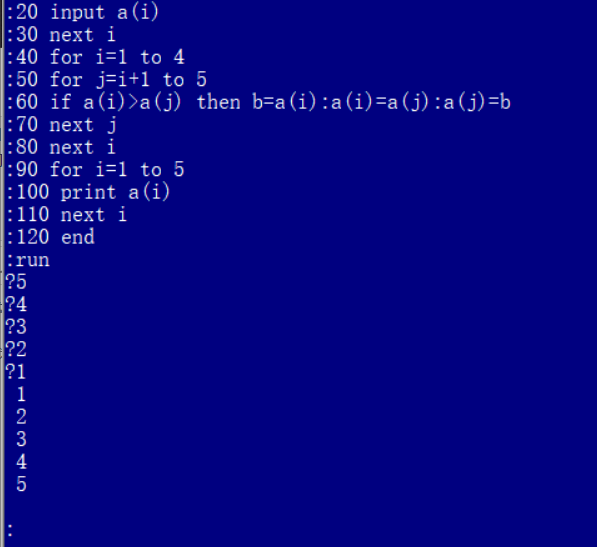 :20 input a(i)
:30 next i
:40 for i=1 to 4
:50 for j=i+1 to 5
:60 if a(i)>a(j) then b=a(i):a(i)=a(j):a(j)=b
:70 next j
:80 next i
:90 for i=1 to 5
:100 print a(i)
:110 next i
:120 end
:run
?5
?4
?3
?2
?1
1
2
3
4
5
: